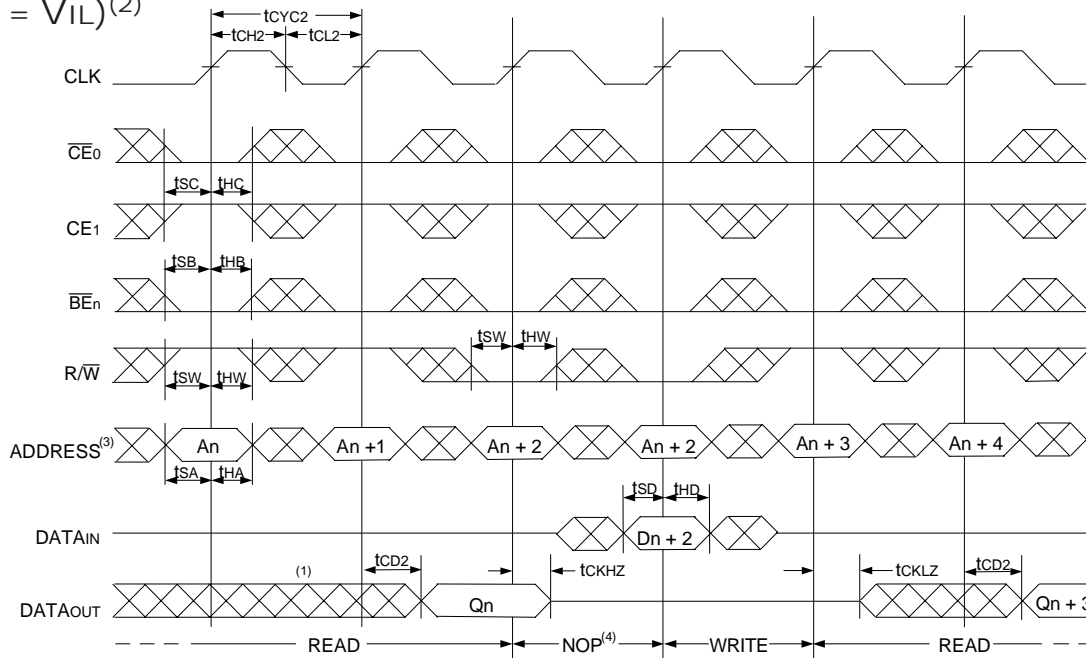 = VIL)(2)
tCYC2
tCH2 tCL2
CLK
CE0
tSC tHC
CE1
tSB tHB
BEn
tSW tHW
R/W
tSW tHW
ADDRESS(3) An An +1 An + 2 An + 2 An + 3 An + 4
tSA tHA
tSD tHD
DATAIN Dn + 2
tCD2 tCKHZ tCKLZ tCD2
(1)
DATAOUT Qn Qn + 3
READ NOP(4) WRITE READ